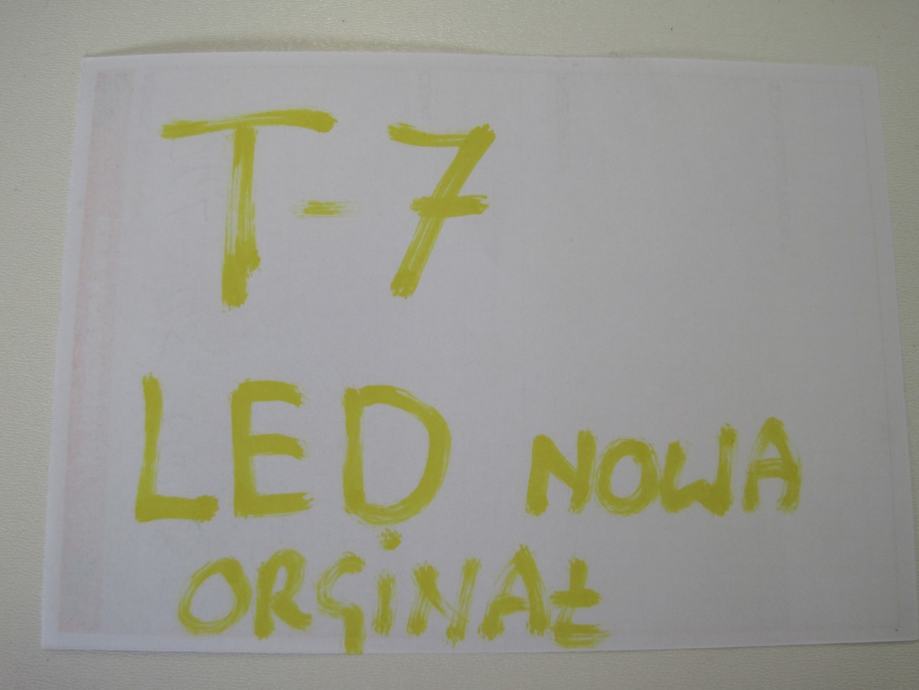 T-7
LED NOWA
ORGINAŁ